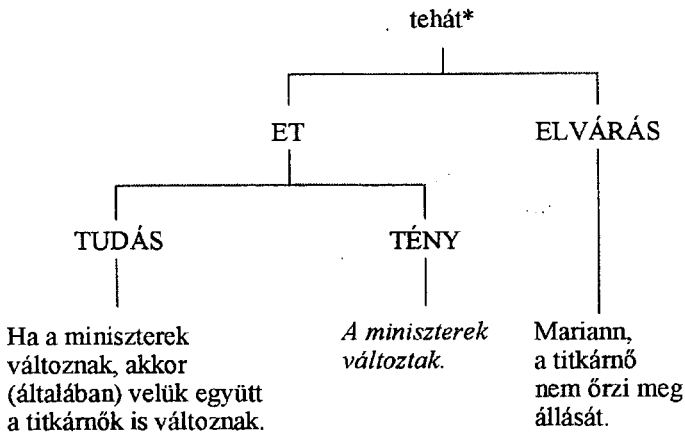 tehát*
ET
ELVÁRÁS
TUDÁS
TÉNY
Ha a miniszterek
változnak, akkor
(általában) velük együtt
a titkárnők is változnak.
A miniszterek
változtak.
Mariann,
a titkárnő
nem őrzi meg
állását.